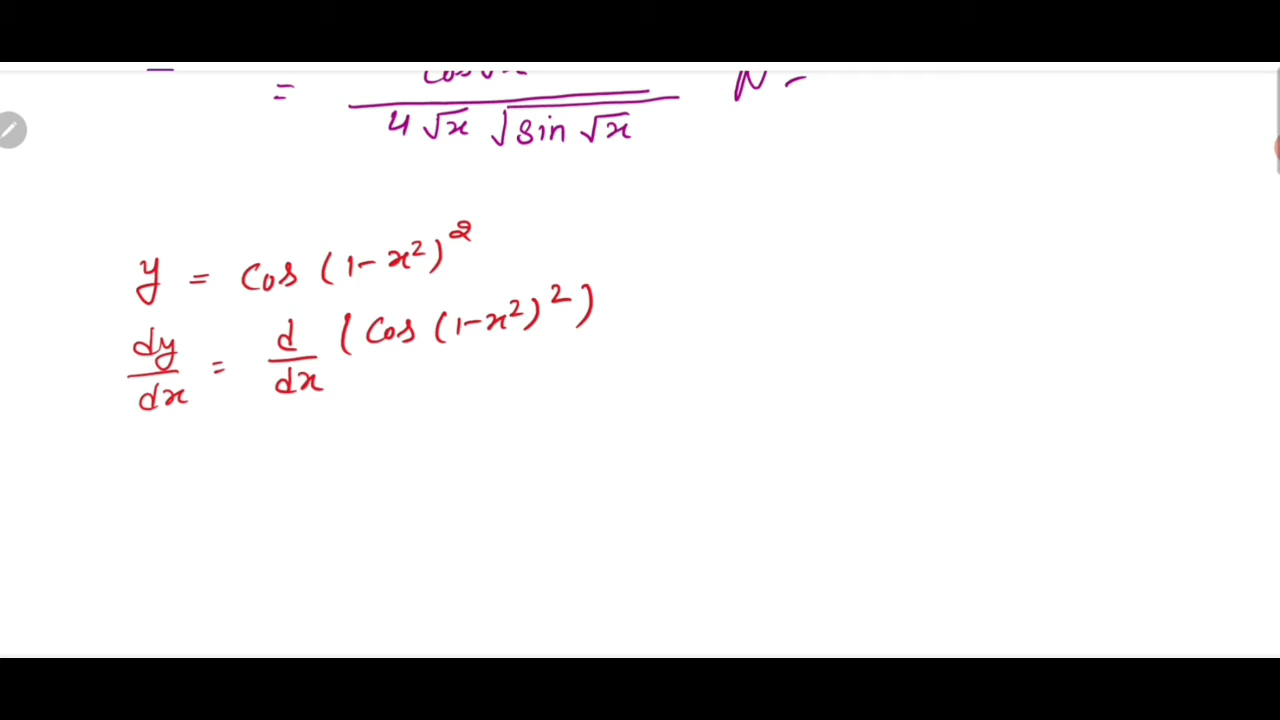 = / 4√x √sin √x
y = cos (1-x²)²
dy/dx = d/dx (cos (1-x²)²)